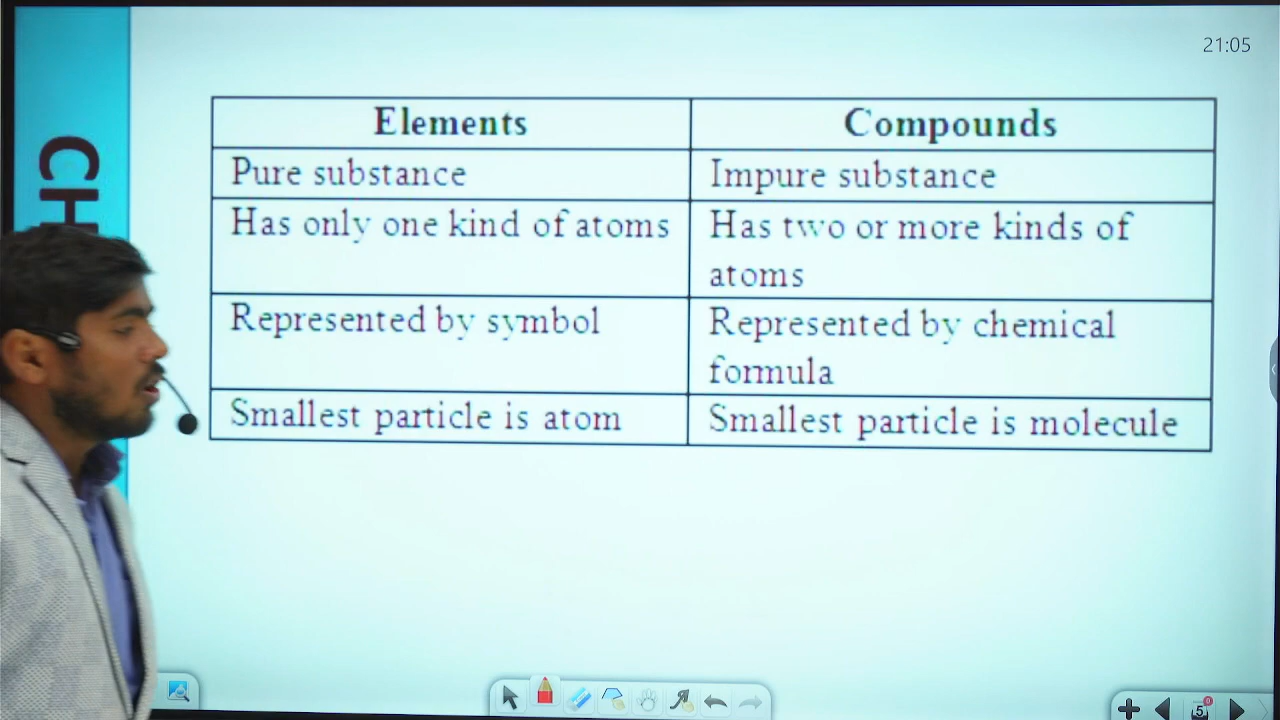 21:05
CH
Elements
Compounds
Pure substance
Impure substance
Has only one kind of atoms
Has two or more kinds of
atoms
Represented by symbol
Represented by chemical
formula
Smallest particle is atom
Smallest particle is molecule
5